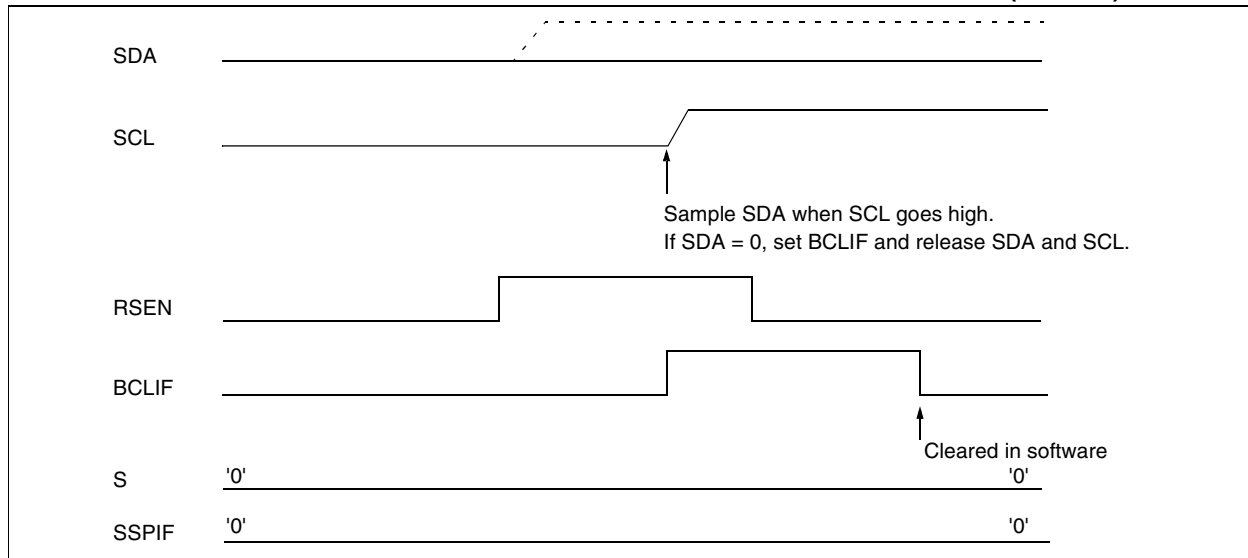 SDA
SCL
Sample SDA when SCL goes high.
If SDA = 0, set BCLIF and release SDA and SCL.
RSEN
BCLIF
Cleared in software
S '0' '0'
SSPIF '0' '0'